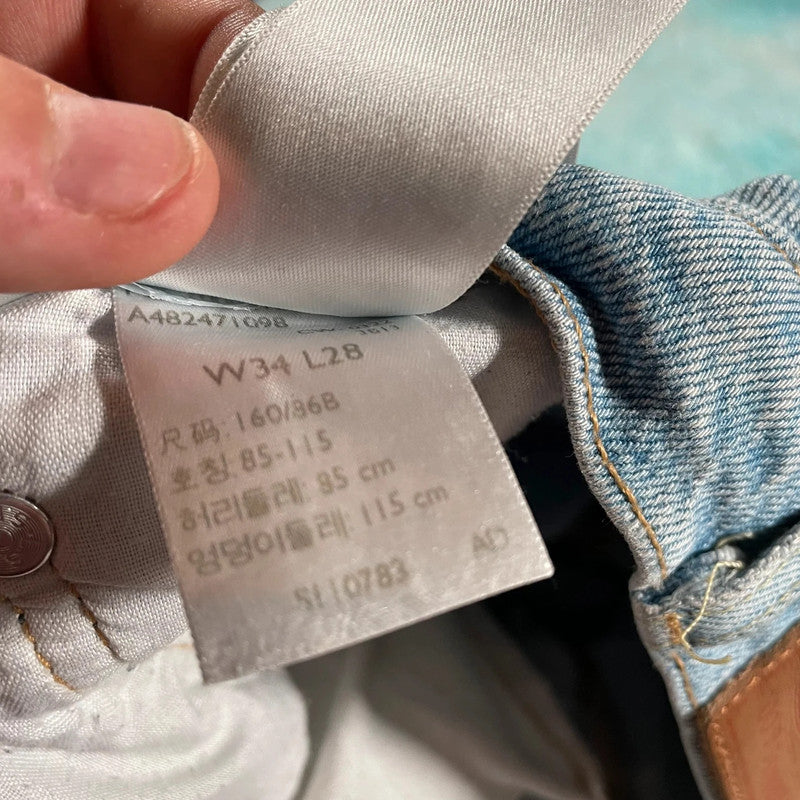 A482471098
W34 L28
尺码: 160/86B
호칭: 85-115
허리둘레: 85 cm
엉덩이둘레: 115 cm
AD